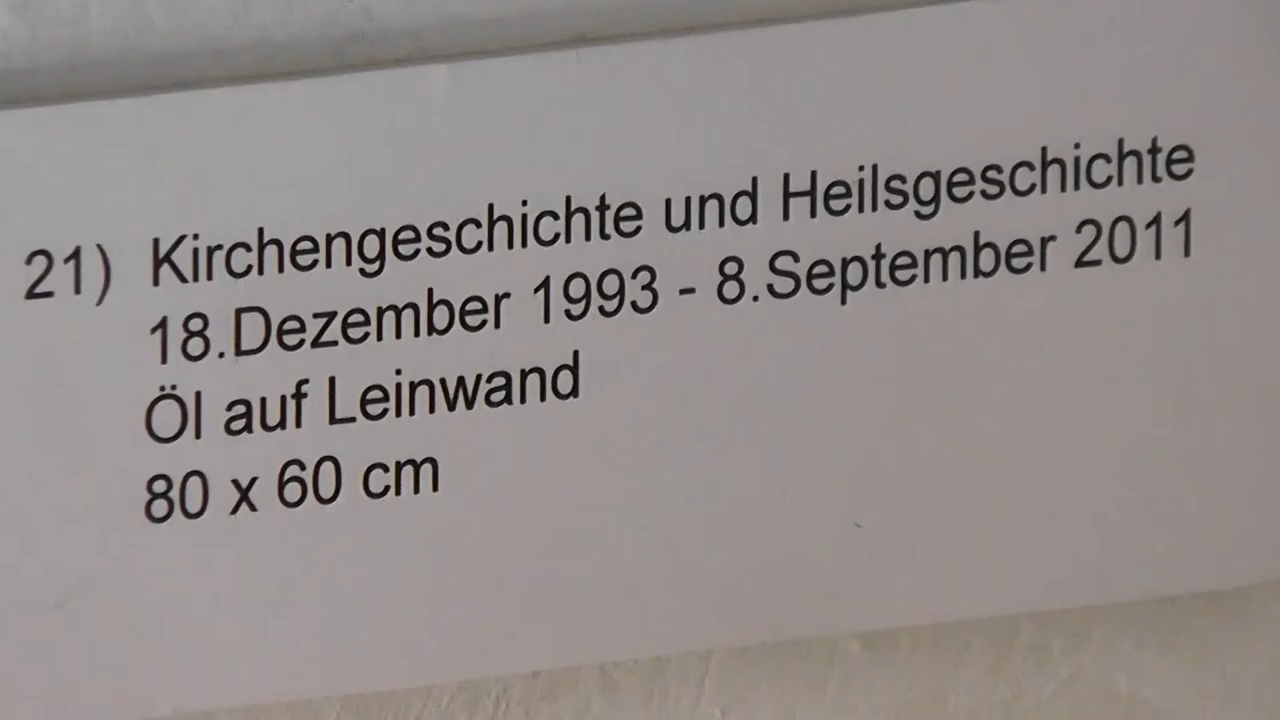 21) Kirchengeschichte und Heilsgeschichte
18.Dezember 1993 - 8.September 2011
Öl auf Leinwand
80 x 60 cm